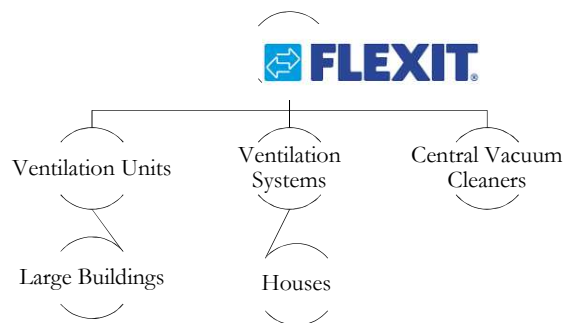 FLEXIT®
Ventilation Units
Ventilation
Systems
Central Vacuum
Cleaners
Large Buildings
Houses